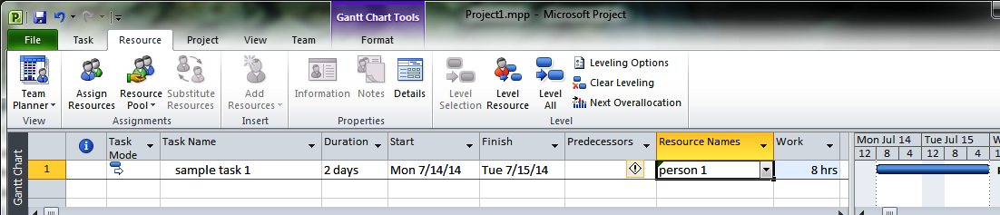 Gantt Chart Tools
Project1.mpp - Microsoft Project
File Task Resource Project View Team Format
Team Planner
Assign Resources
Resource Pool
Substitute Resources
Add Resources
Information
Notes
Details
Level Selection
Level Resource
Level All
Leveling Options
Clear Leveling
Next Overallocation
View Assignments Insert Properties Level
Gantt Chart
Task Mode Task Name Duration Start Finish Predecessors Resource Names Work
Mon Jul 14 Tue Jul 15 W
12 8 4 12 8 4 12
1 sample task 1 2 days Mon 7/14/14 Tue 7/15/14 person 1 8 hrs